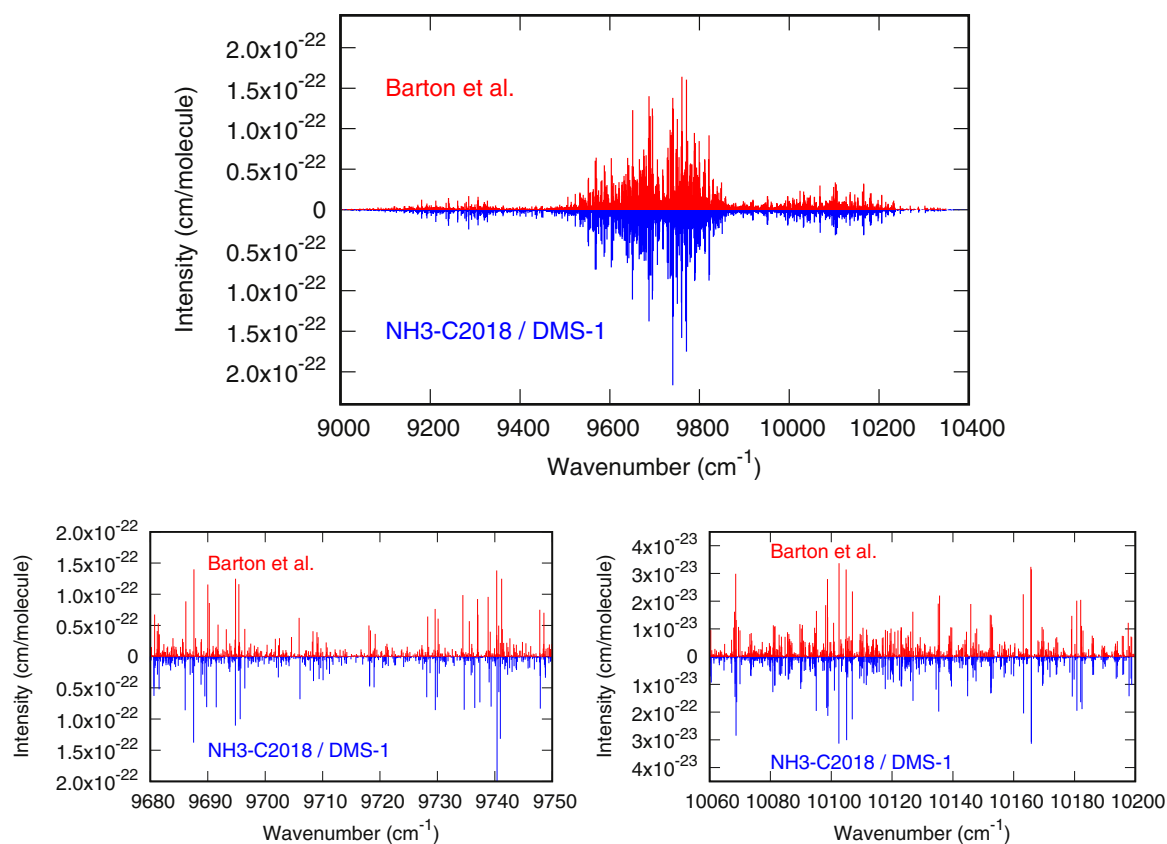 2.0x10⁻²²
1.5x10⁻²²
1.0x10⁻²²
0.5x10⁻²²
0
0.5x10⁻²²
1.0x10⁻²²
1.5x10⁻²²
2.0x10⁻²²
Intensity (cm/molecule)
Barton et al.
NH3-C2018 / DMS-1
9000 9200 9400 9600 9800 10000 10200 10400
Wavenumber (cm⁻¹)
2.0x10⁻²²
1.5x10⁻²²
1.0x10⁻²²
0.5x10⁻²²
0
0.5x10⁻²²
1.0x10⁻²²
1.5x10⁻²²
2.0x10⁻²²
Intensity (cm/molecule)
Barton et al.
NH3-C2018 / DMS-1
9680 9690 9700 9710 9720 9730 9740 9750
Wavenumber (cm⁻¹)
4x10⁻²³
3x10⁻²³
2x10⁻²³
1x10⁻²³
0
1x10⁻²³
2x10⁻²³
3x10⁻²³
4x10⁻²³
Intensity (cm/molecule)
Barton et al.
NH3-C2018 / DMS-1
10060 10080 10100 10120 10140 10160 10180 10200
Wavenumber (cm⁻¹)